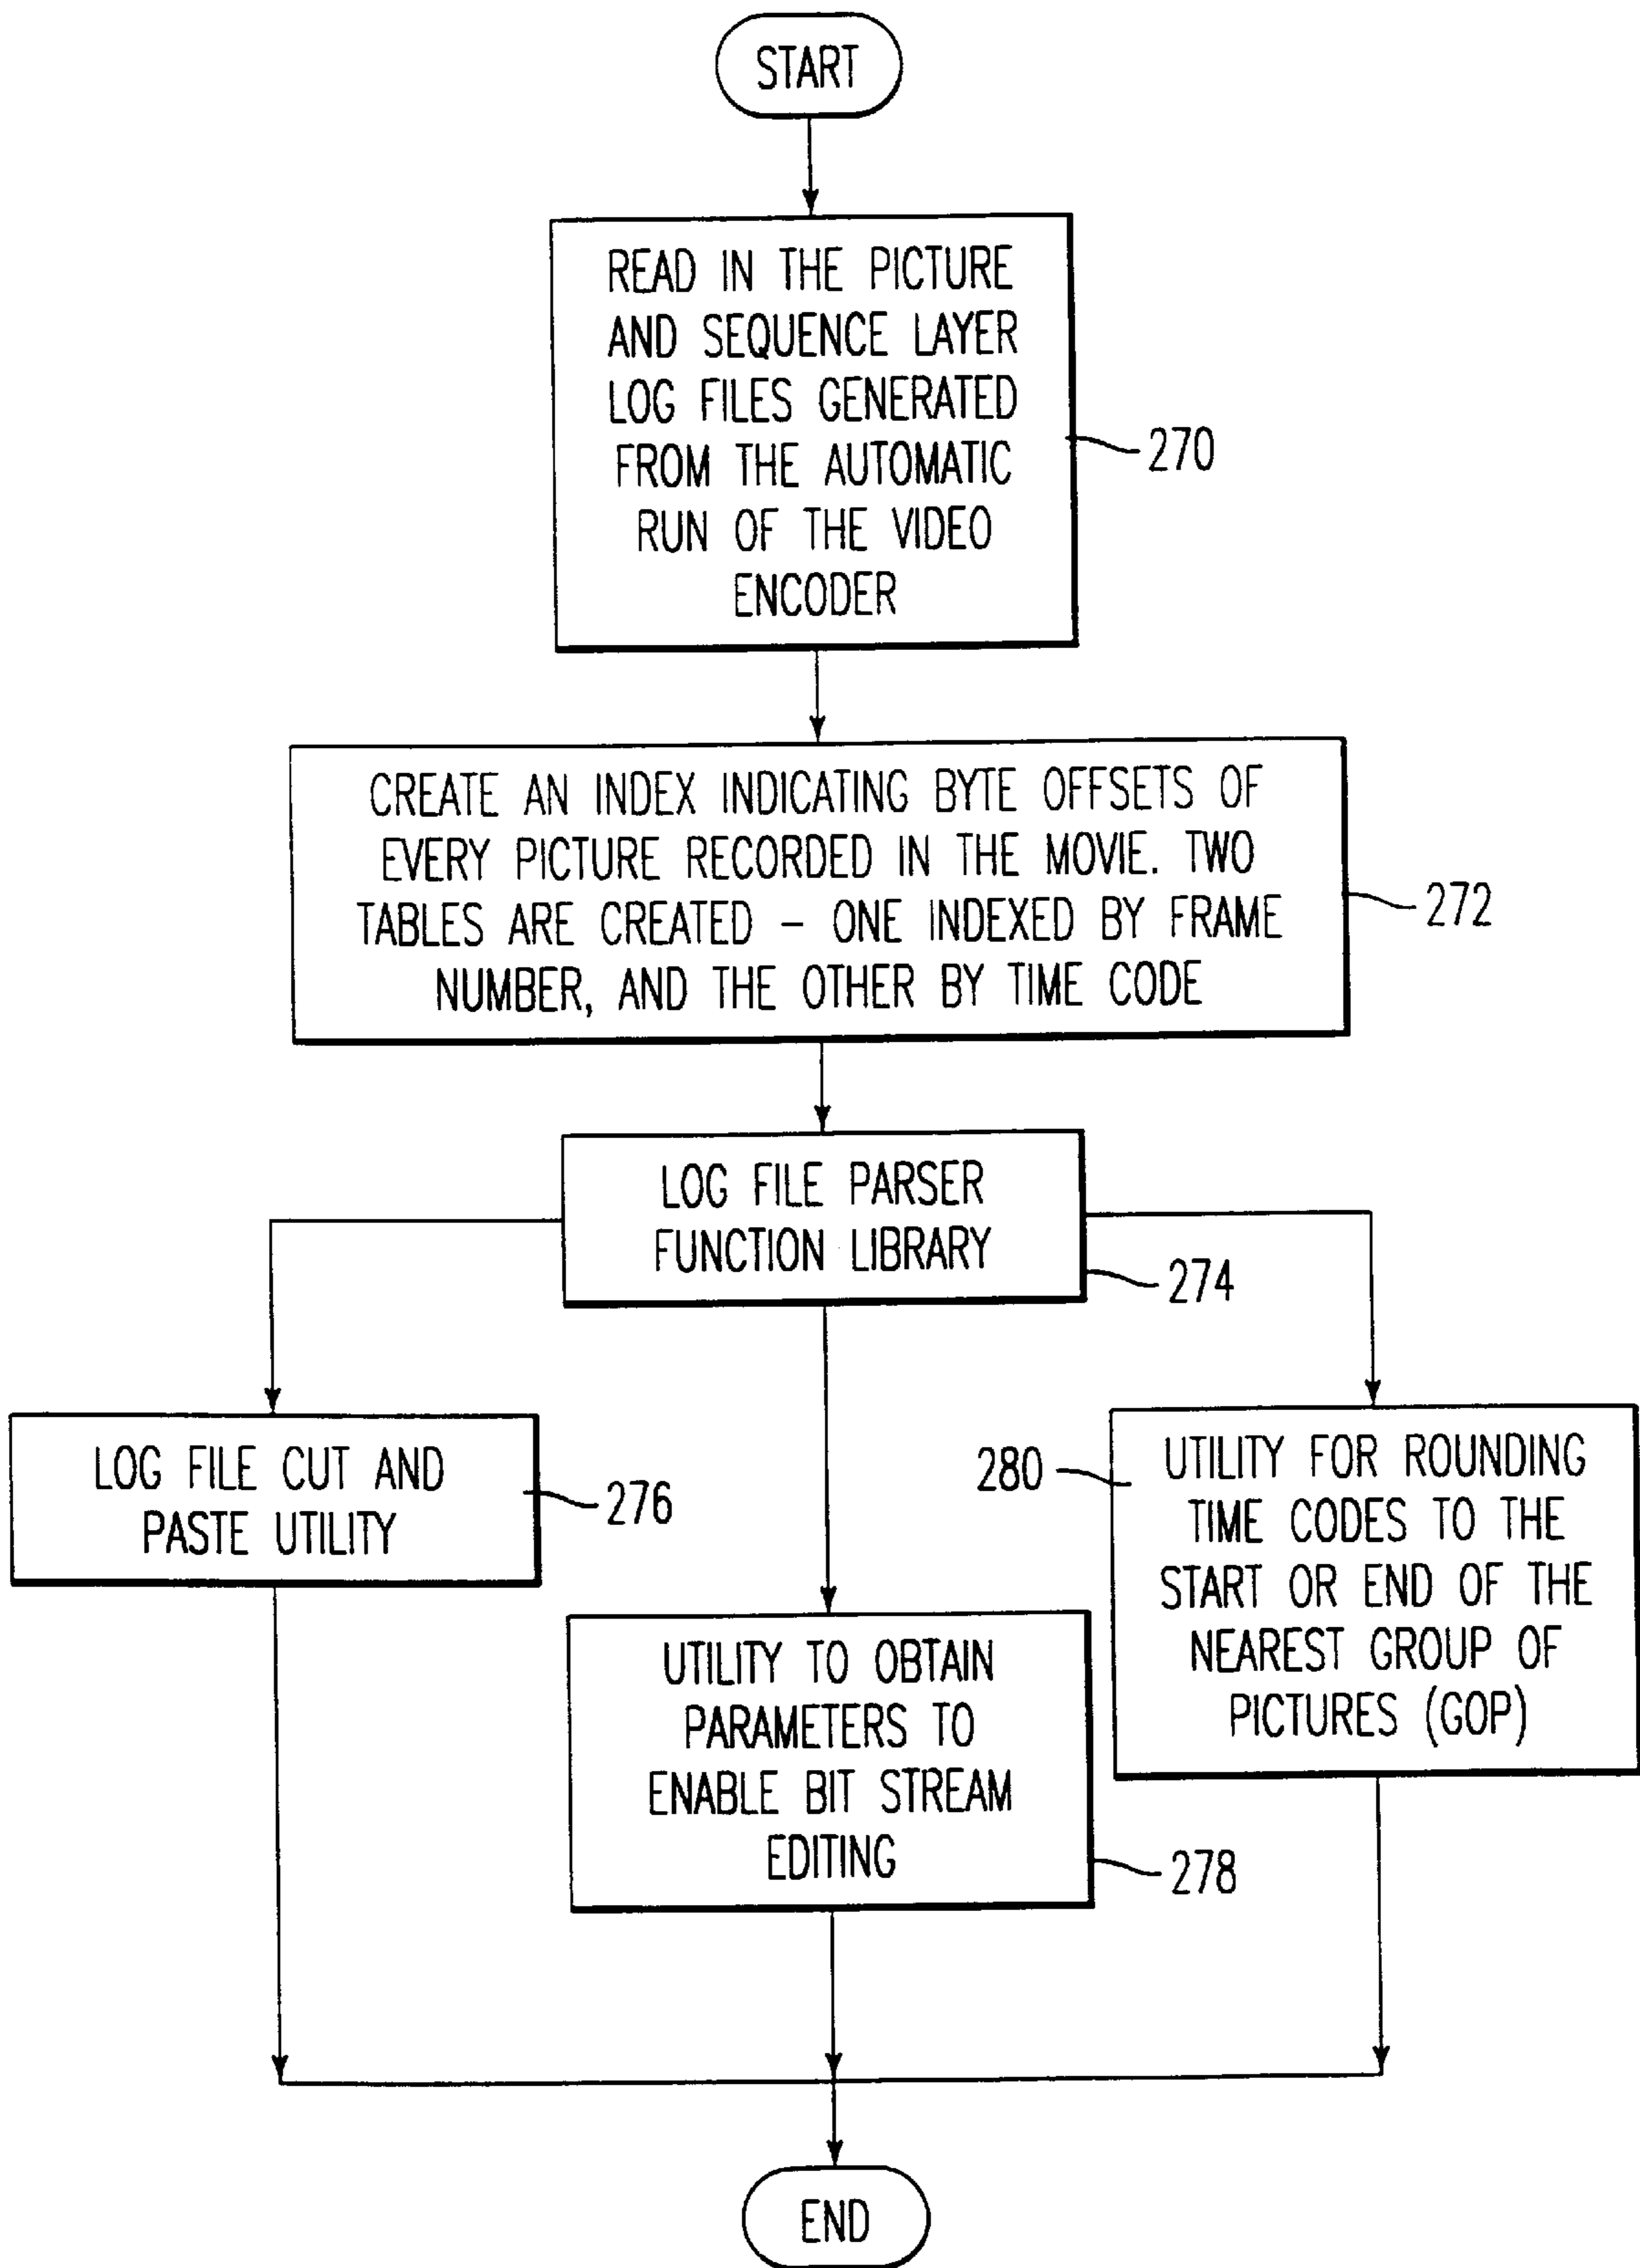 START
READ IN THE PICTURE
AND SEQUENCE LAYER
LOG FILES GENERATED
FROM THE AUTOMATIC
RUN OF THE VIDEO
ENCODER
270
CREATE AN INDEX INDICATING BYTE OFFSETS OF
EVERY PICTURE RECORDED IN THE MOVIE. TWO
TABLES ARE CREATED – ONE INDEXED BY FRAME
NUMBER, AND THE OTHER BY TIME CODE
272
LOG FILE PARSER
FUNCTION LIBRARY
274
LOG FILE CUT AND
PASTE UTILITY
276
UTILITY TO OBTAIN
PARAMETERS TO
ENABLE BIT STREAM
EDITING
278
280
UTILITY FOR ROUNDING
TIME CODES TO THE
START OR END OF THE
NEAREST GROUP OF
PICTURES (GOP)
END